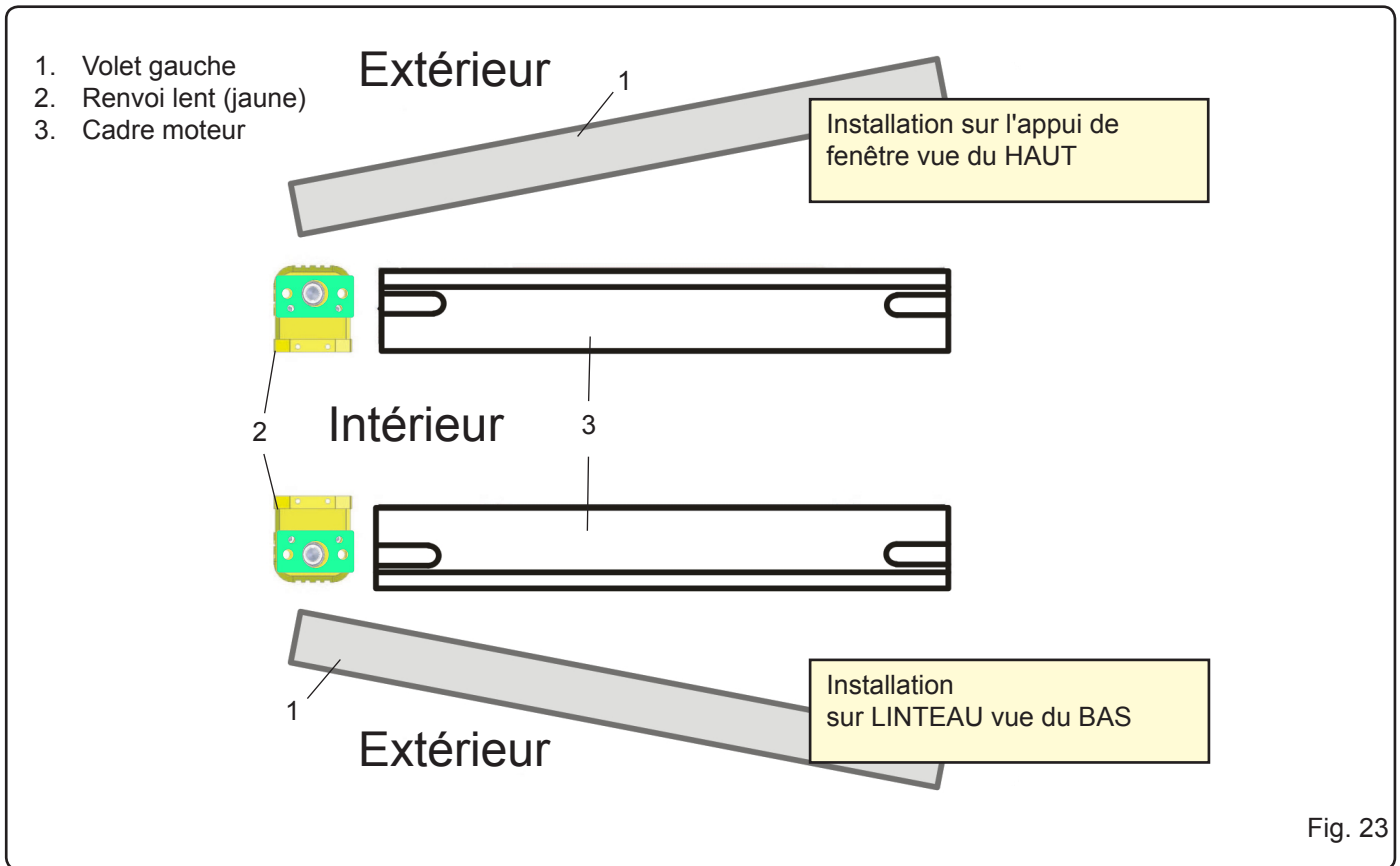 1. Volet gauche
2. Renvoi lent (jaune)
3. Cadre moteur
Extérieur
1
Installation sur l'appui de
fenêtre vue du HAUT
2
Intérieur
3
1
Installation
sur LINTEAU vue du BAS
Extérieur
Fig. 23